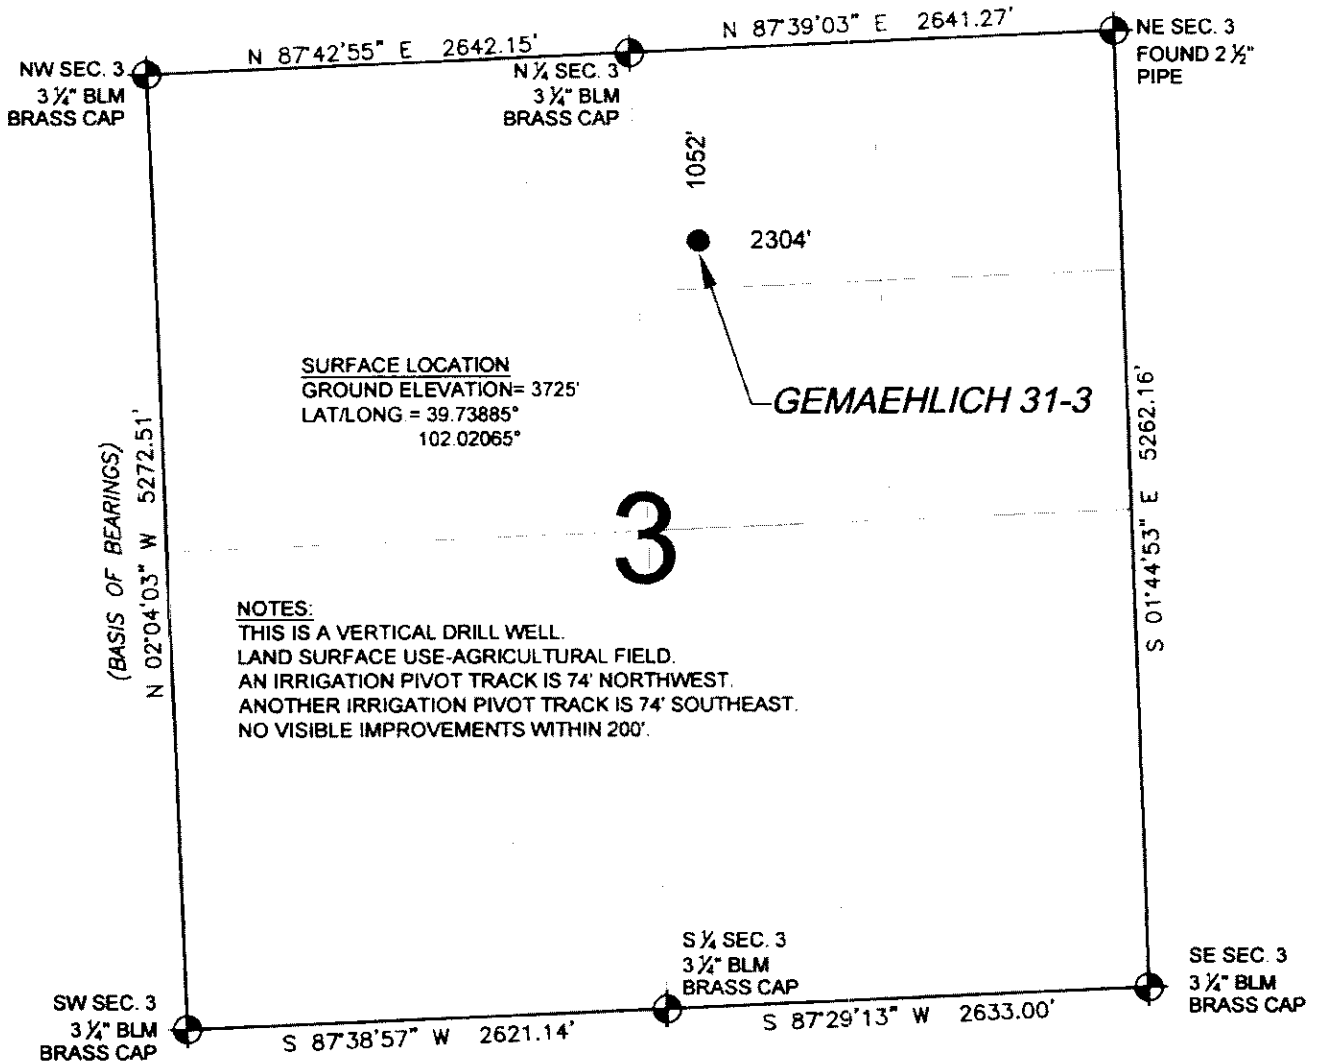 N 87°42'55" E 2642.15'
N 87°39'03" E 2641.27'
NW SEC. 3
3 ¼" BLM
BRASS CAP
N ¼ SEC. 3
3 ¼" BLM
BRASS CAP
NE SEC. 3
FOUND 2 ½"
PIPE
1052'
2304'
GEMAEHLICH 31-3
SURFACE LOCATION
GROUND ELEVATION= 3725'
LAT/LONG = 39.73885°
102.02065°
(BASIS OF BEARINGS)
N 02°04'03" W 5272.51'
S 01°44'53" E 5262.16'
3
NOTES:
THIS IS A VERTICAL DRILL WELL.
LAND SURFACE USE-AGRICULTURAL FIELD.
AN IRRIGATION PIVOT TRACK IS 74' NORTHWEST.
ANOTHER IRRIGATION PIVOT TRACK IS 74' SOUTHEAST.
NO VISIBLE IMPROVEMENTS WITHIN 200'.
SW SEC. 3
3 ¼" BLM
BRASS CAP
S ¼ SEC. 3
3 ¼" BLM
BRASS CAP
SE SEC. 3
3 ¼" BLM
BRASS CAP
S 87°38'57" W 2621.14'
S 87°29'13" W 2633.00'